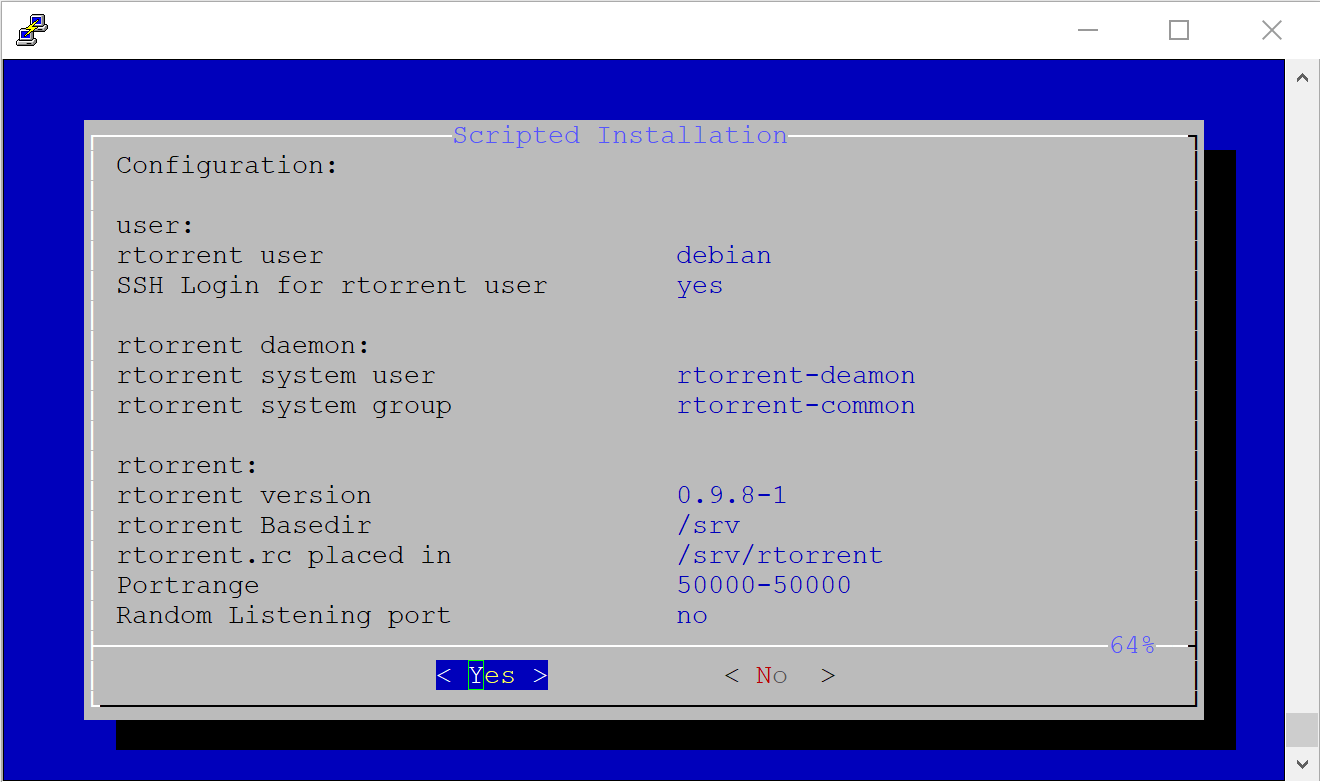 Scripted Installation
Configuration:
user:
rtorrent user debian
SSH Login for rtorrent user yes
rtorrent daemon:
rtorrent system user rtorrent-deamon
rtorrent system group rtorrent-common
rtorrent:
rtorrent version 0.9.8-1
rtorrent Basedir /srv
rtorrent.rc placed in /srv/rtorrent
Portrange 50000-50000
Random Listening port no
64%
< Yes > < No >